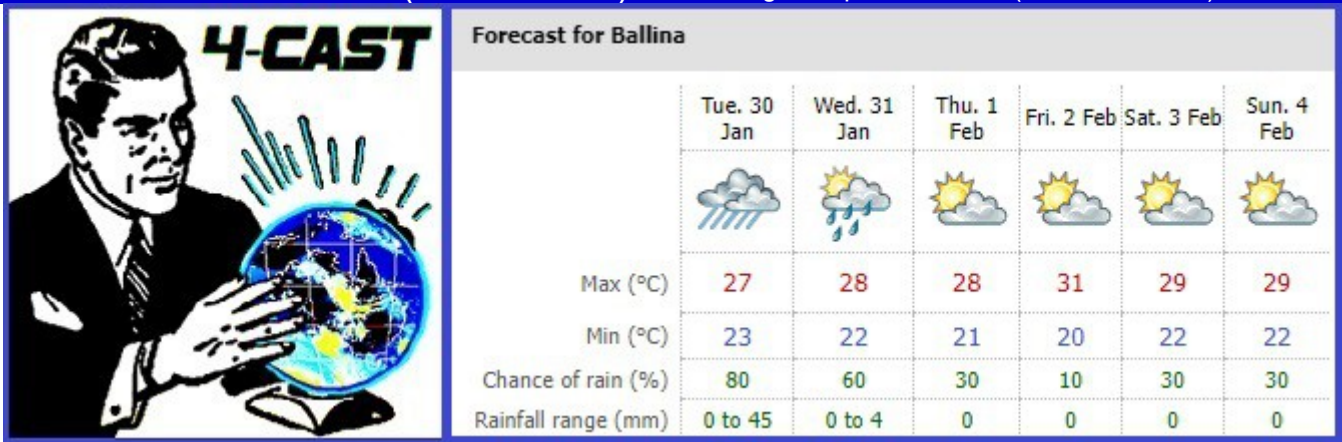 4-CAST
Forecast for Ballina
Tue. 30 Jan Wed. 31 Jan Thu. 1 Feb Fri. 2 Feb Sat. 3 Feb Sun. 4 Feb
Max (°C) 27 28 28 31 29 29
Min (°C) 23 22 21 20 22 22
Chance of rain (%) 80 60 30 10 30 30
Rainfall range (mm) 0 to 45 0 to 4 0 0 0 0